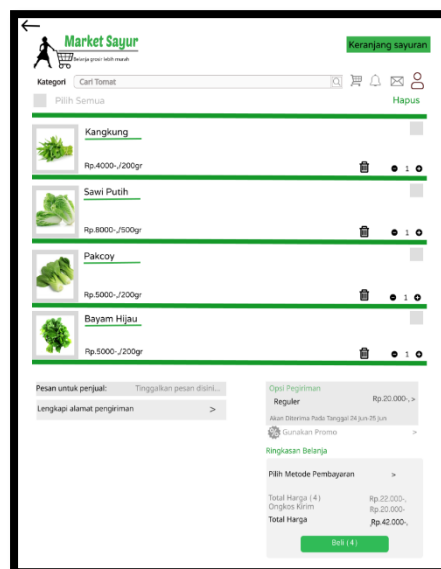 Market Sayur
Belanja grosir lebih murah
Keranjang sayuran
Kategori
Cari Tomat
Pilih Semua
Hapus
Kangkung
Rp.4000-,/200gr
1
Sawi Putih
Rp.8000-,/500gr
1
Pakcoy
Rp.5000-,/200gr
1
Bayam Hijau
Rp.5000-,/200gr
1
Pesan untuk penjual: Tinggalkan pesan disini...
Lengkapi alamat pengiriman >
Opsi Pegiriman
Reguler Rp.20.000-, >
Akan Diterima Pada Tanggal 24 Jun-25 Jun
Gunakan Promo >
Ringkasan Belanja
Pilih Metode Pembayaran >
Total Harga (4) Rp.22.000-,
Ongkos Kirim Rp.20.000-
Total Harga Rp.42.000-,
Beli (4)